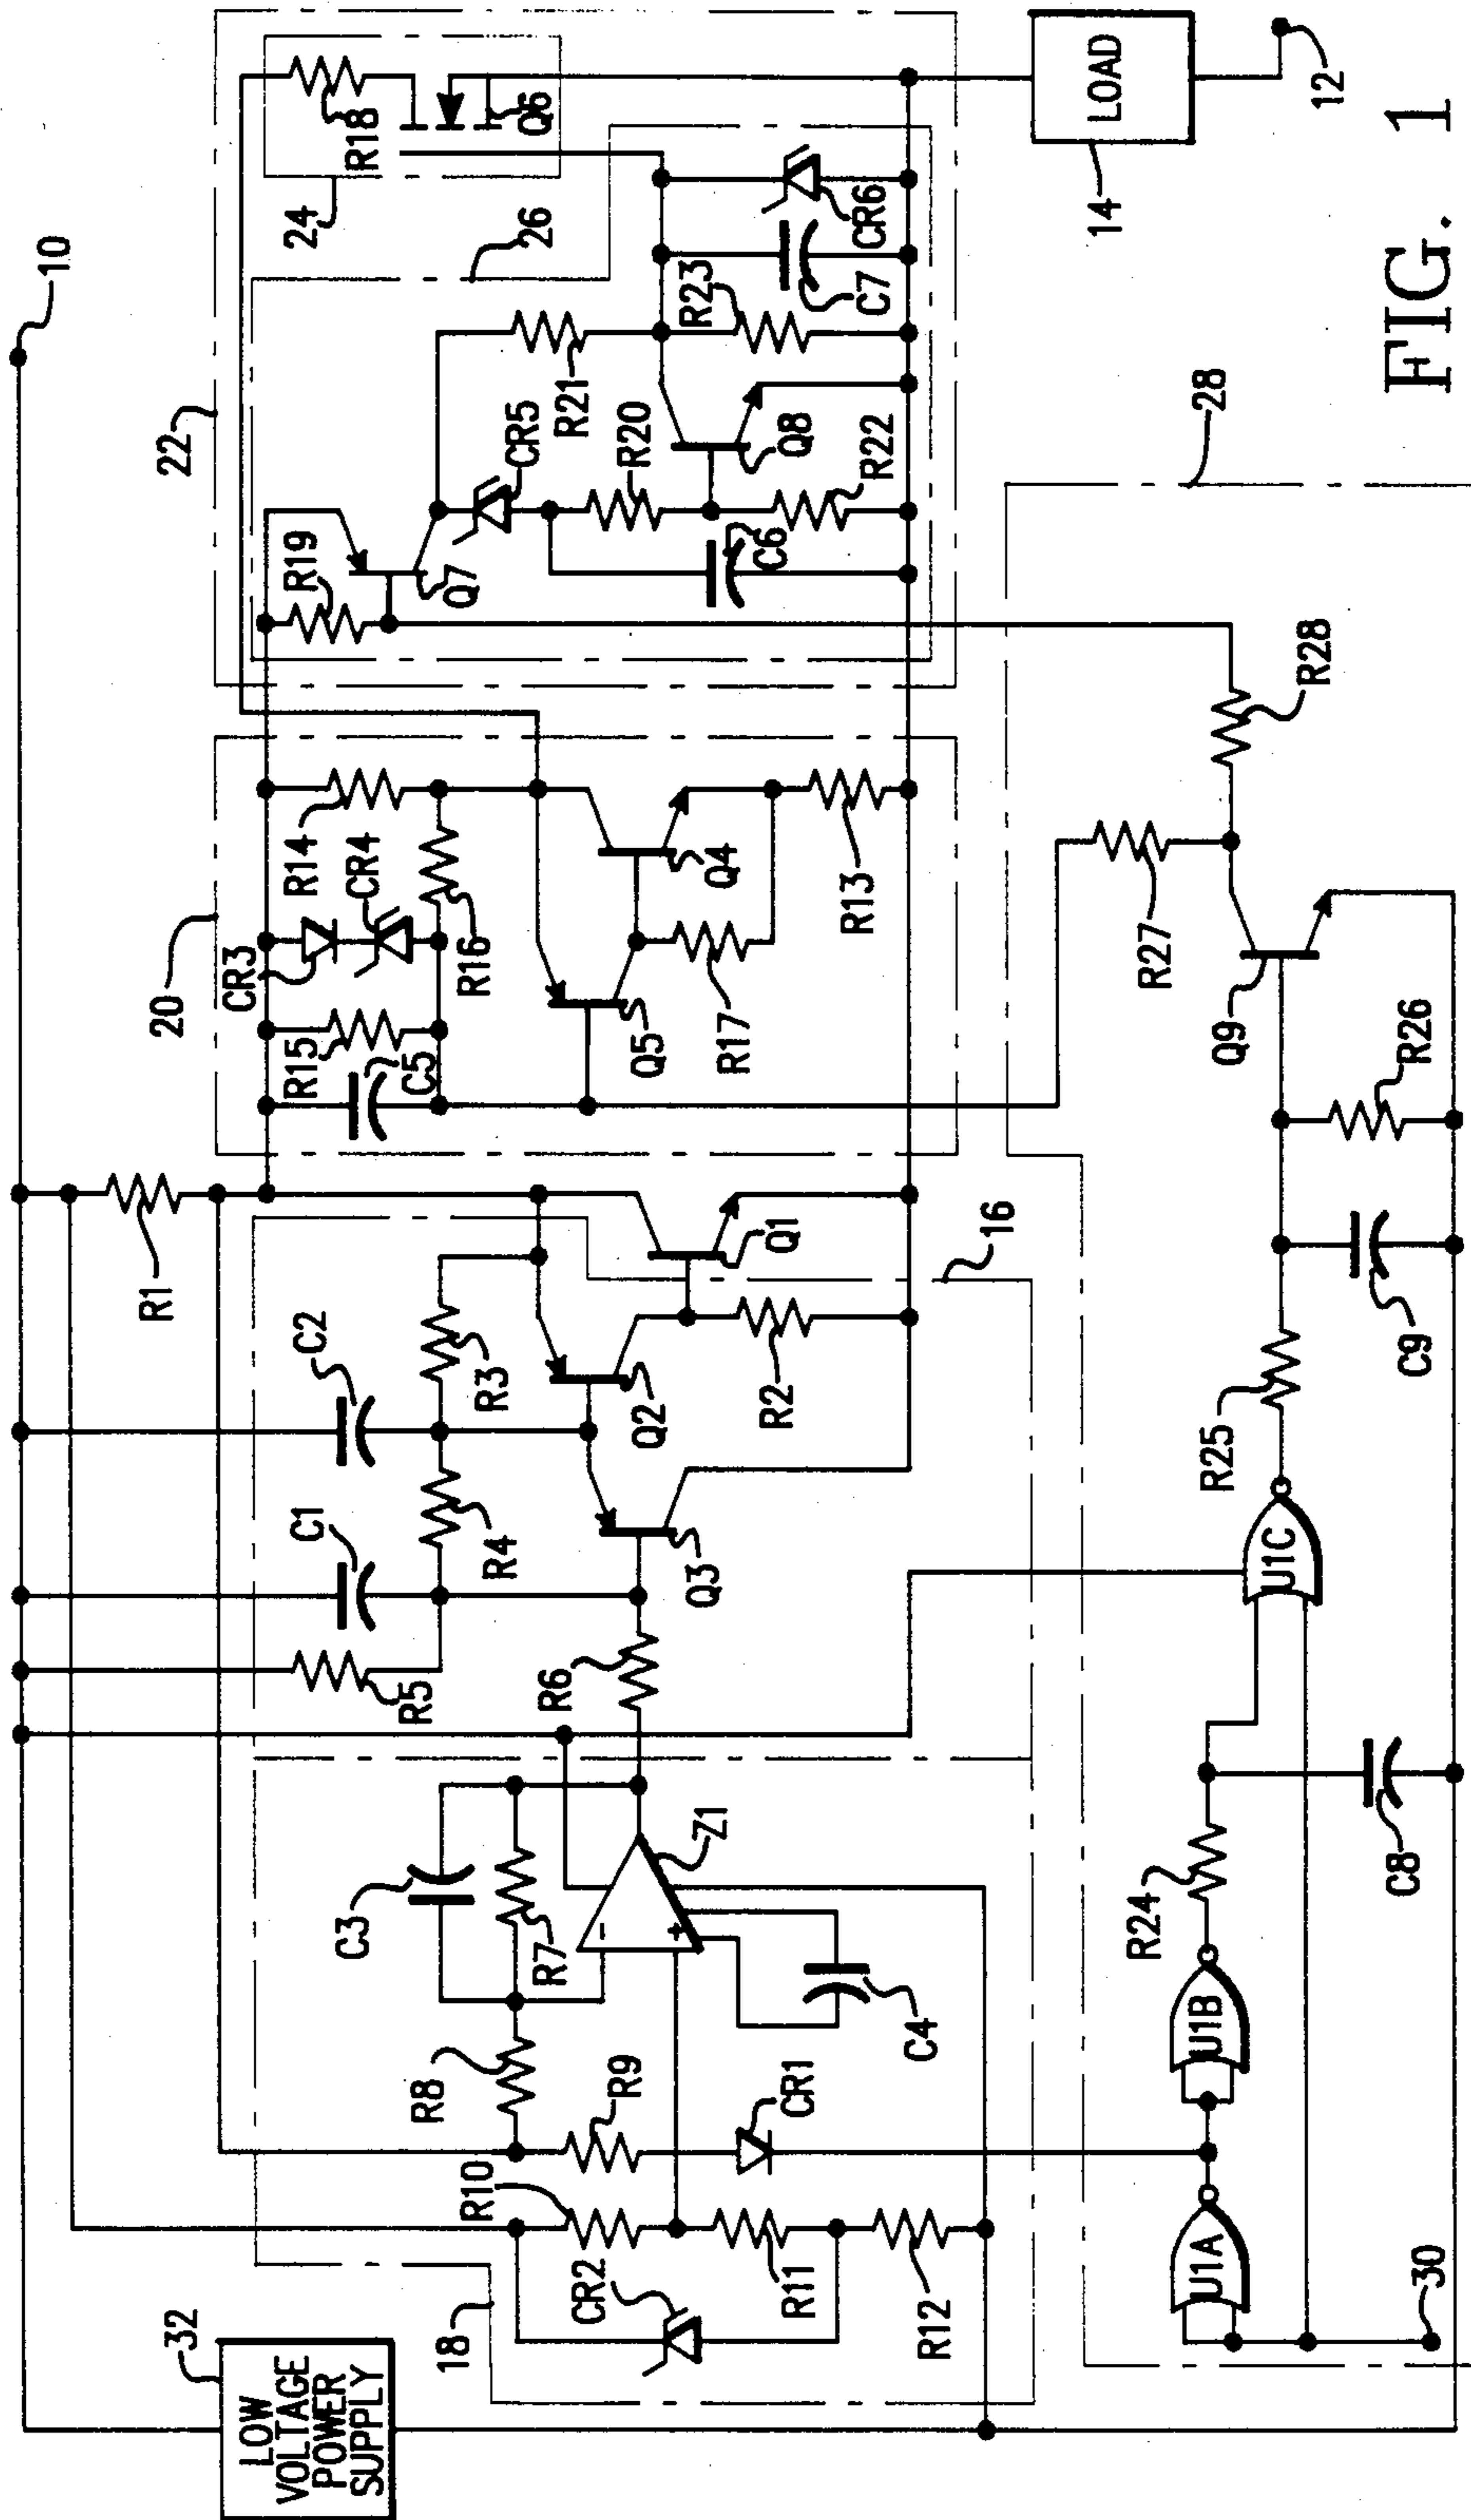 10
32
LOW
VOLTAGE
POWER
SUPPLY
R1
C2
C1
R5
R4
R3
Q2
R2
Q1
16
Q3
R6
C3
R7
Z1
C4
R8
R9
CR1
R10
CR2
R11
R12
18
20
CR3
R15
C5
R14
CR4
R16
Q5
R17
Q4
R13
22
R19
Q7
CR5
R21
R20
C6
Q8
R22
R23
C7
CR6
24
26
R18
Q6
14
LOAD
12
28
R28
R27
Q9
R26
C9
R25
U1C
C8
R24
U1B
U1A
30
FIG. 1